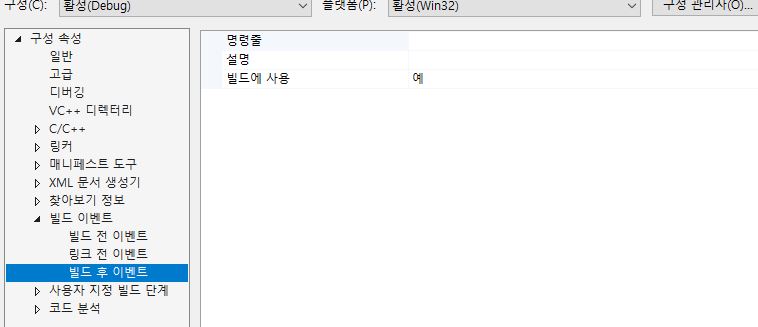 구성(C): 활성(Debug) 플랫폼(P): 활성(Win32) 구성 관리자(O)...
구성 속성
일반
고급
디버깅
VC++ 디렉터리
C/C++
링커
매니페스트 도구
XML 문서 생성기
찾아보기 정보
빌드 이벤트
빌드 전 이벤트
링크 전 이벤트
빌드 후 이벤트
사용자 지정 빌드 단계
코드 분석
명령줄
설명
빌드에 사용 예